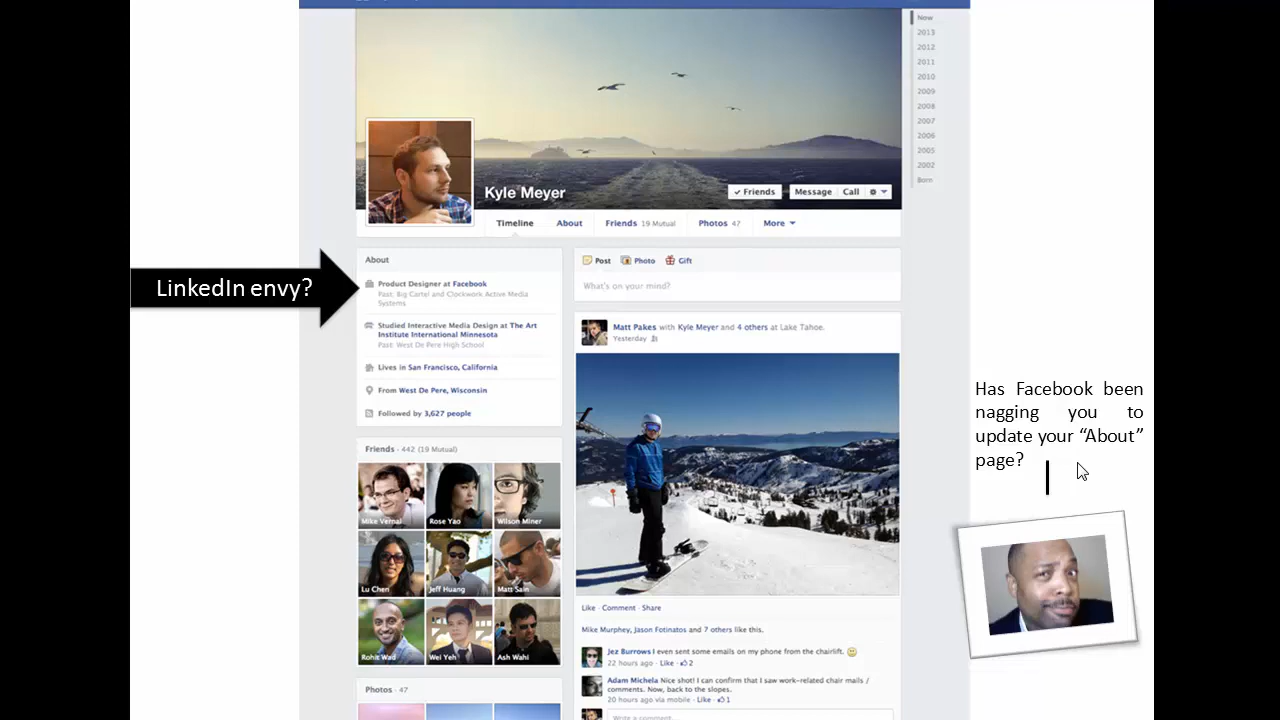 Now
2013
2012
2011
2010
2009
2008
2007
2006
2005
2002
Born
Kyle Meyer
Friends
Message
Call
Timeline
About
Friends 19 Mutual
Photos 47
More
LinkedIn envy?
About
Product Designer at Facebook
Past: Big Cartel and Clockwork Active Media
Systems
Studied Interactive Media Design at The Art
Institute International Minnesota
Past: West De Pere High School
Lives in San Francisco, California
From West De Pere, Wisconsin
Followed by 3,627 people
Friends · 442 (19 Mutual)
Mike Vernal
Rose Yao
Wilson Miner
Lu Chen
Jeff Huang
Matt Sain
Rohit Wad
Wei Yeh
Ash Wahi
Photos · 47
Post
Photo
Gift
What's on your mind?
Matt Pakes with Kyle Meyer and 4 others at Lake Tahoe.
Yesterday
Like · Comment · Share
Mike Murphey, Jason Fotinatos and 7 others like this.
Jez Burrows I even sent some emails on my phone from the chairlift.
22 hours ago · Like · 2
Adam Michela Nice shot! I can confirm that I saw work-related chair mails /
comments. Now, back to the slopes.
20 hours ago via mobile · Like · 1
Write a comment...
Has Facebook been
nagging you to
update your “About”
page?